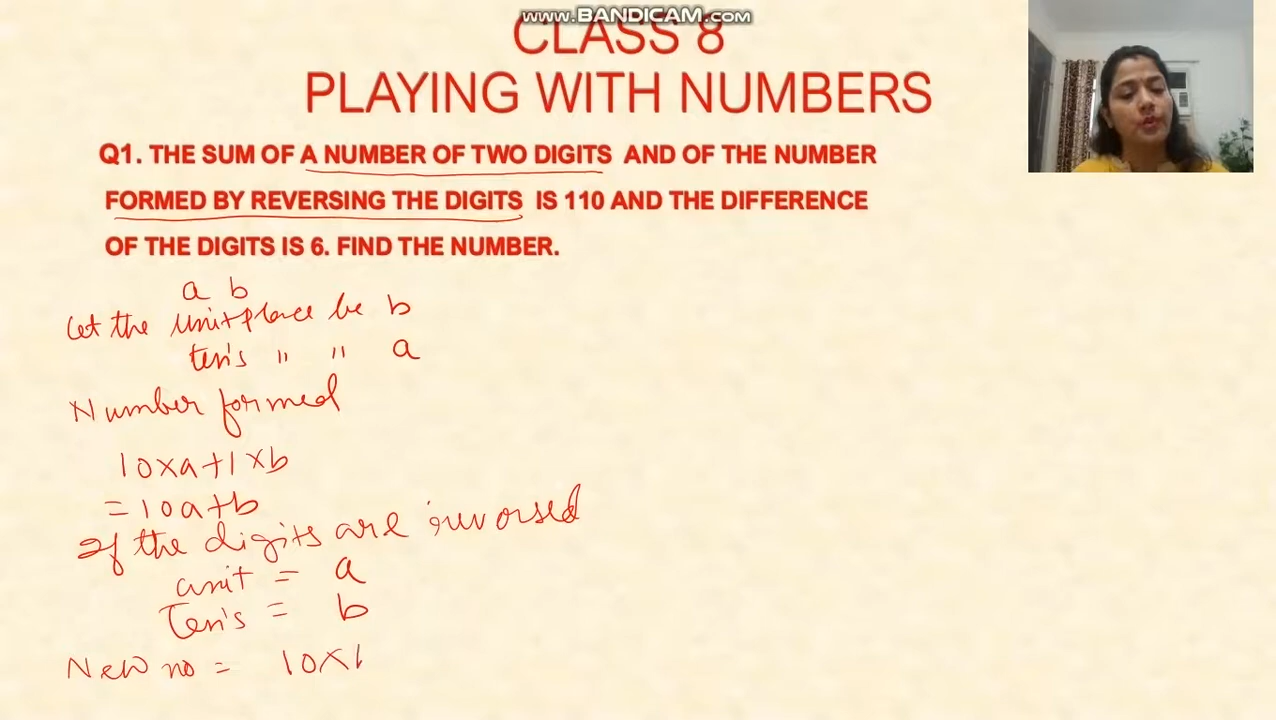 www.BANDICAM.com
CLASS 8
PLAYING WITH NUMBERS
Q1. THE SUM OF A NUMBER OF TWO DIGITS AND OF THE NUMBER
FORMED BY REVERSING THE DIGITS IS 110 AND THE DIFFERENCE
OF THE DIGITS IS 6. FIND THE NUMBER.
a b
Let the unit place be b
ten's " " a
Number formed
10×a+1×b
=10a+b
If the digits are reversed
unit = a
Ten's = b
New no = 10×